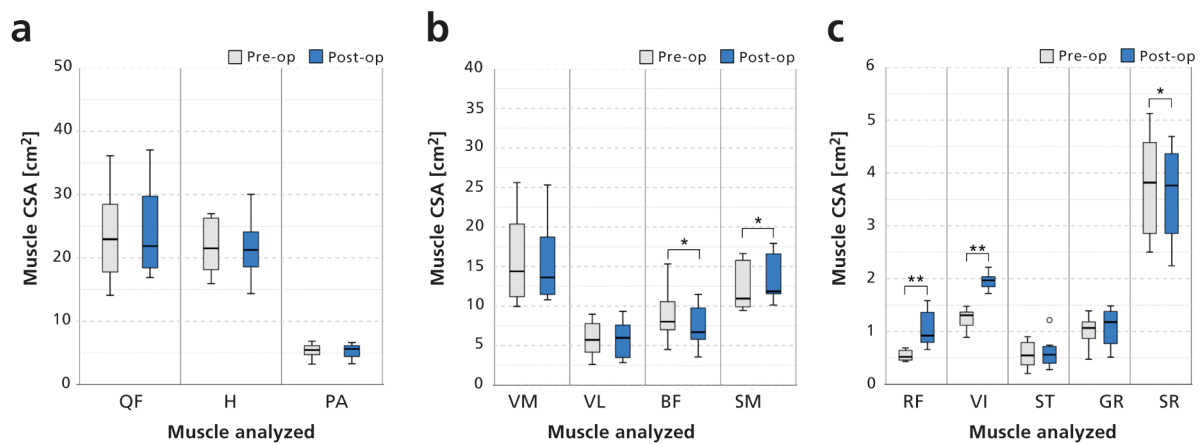 a
Pre-op Post-op
Muscle CSA [cm²]
50
40
30
20
10
0
QF H PA
Muscle analyzed
b
Pre-op Post-op
Muscle CSA [cm²]
40
35
30
25
20
15
10
5
0
*
*
VM VL BF SM
Muscle analyzed
c
Pre-op Post-op
Muscle CSA [cm²]
6
5
4
3
2
1
0
**
**
*
RF VI ST GR SR
Muscle analyzed